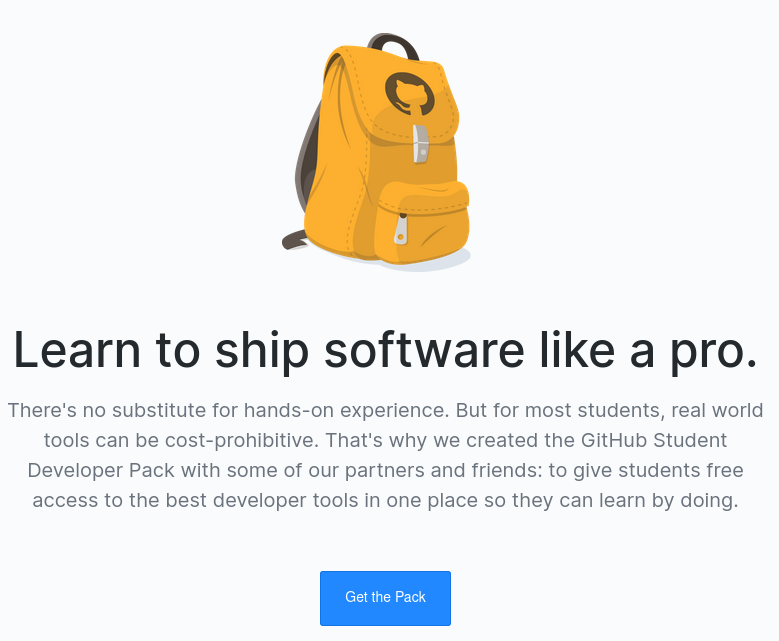 Learn to ship software like a pro.
There's no substitute for hands-on experience. But for most students, real world
tools can be cost-prohibitive. That's why we created the GitHub Student
Developer Pack with some of our partners and friends: to give students free
access to the best developer tools in one place so they can learn by doing.
Get the Pack